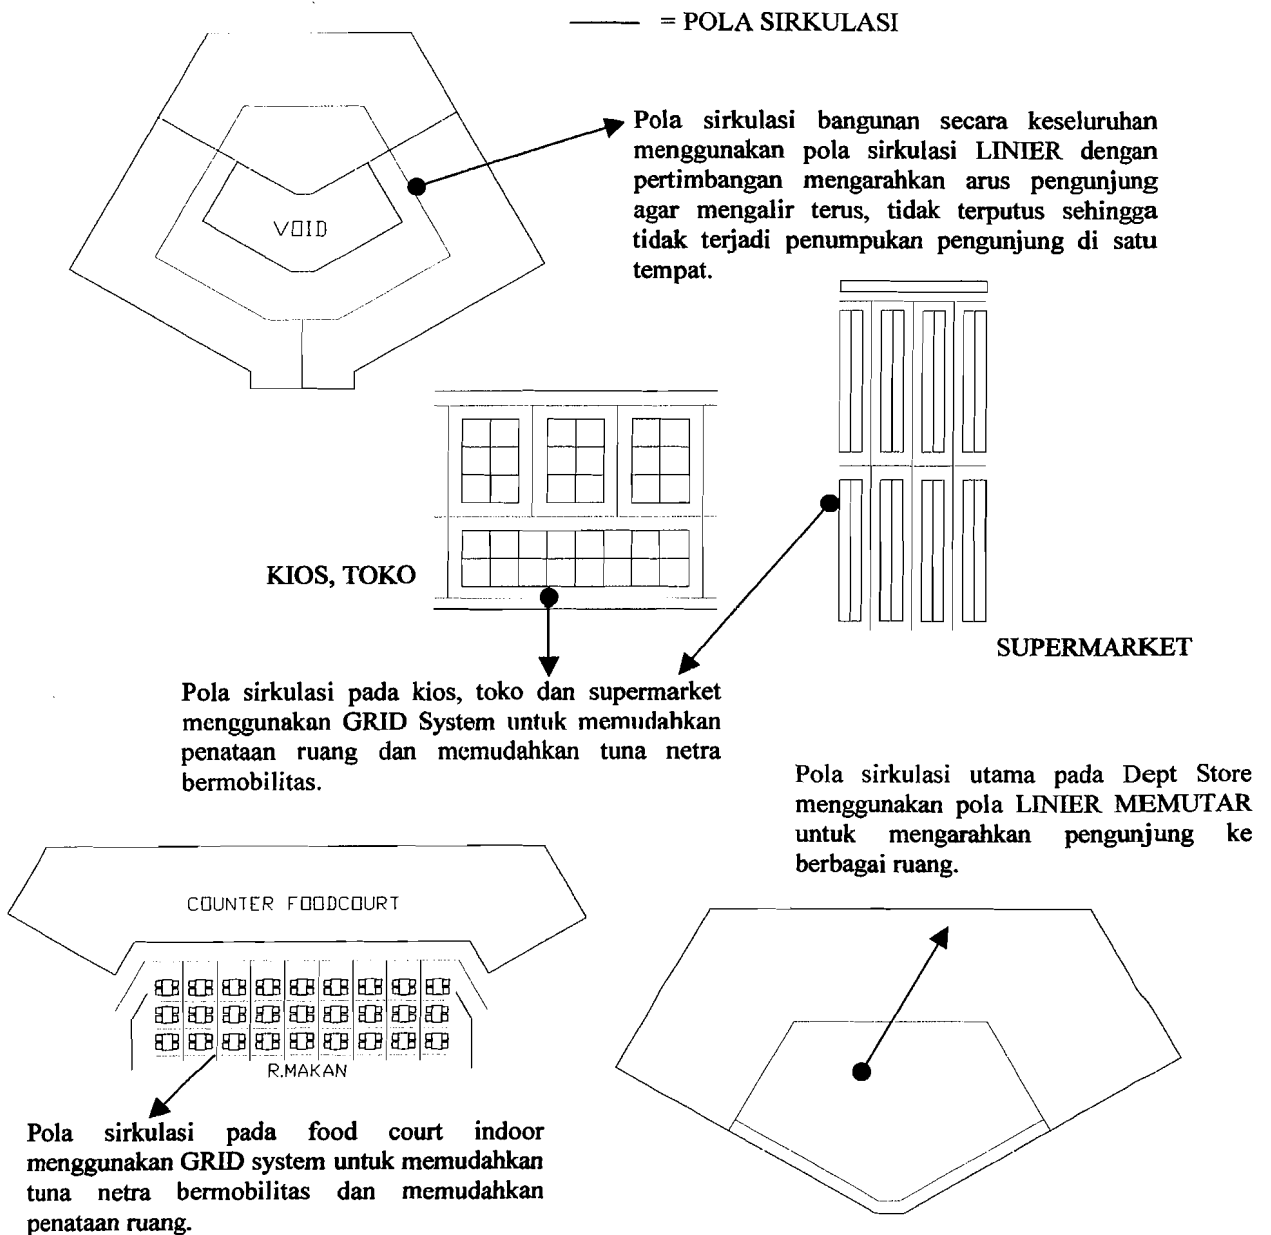 = POLA SIRKULASI
Pola sirkulasi bangunan secara keseluruhan
menggunakan pola sirkulasi LINIER dengan
pertimbangan mengarahkan arus pengunjung
agar mengalir terus, tidak terputus sehingga
tidak terjadi penumpukan pengunjung di satu
tempat.
VOID
KIOS, TOKO
SUPERMARKET
Pola sirkulasi pada kios, toko dan supermarket
menggunakan GRID System untuk memudahkan
penataan ruang dan memudahkan tuna netra
bermobilitas.
Pola sirkulasi utama pada Dept Store
menggunakan pola LINIER MEMUTAR
untuk mengarahkan pengunjung ke
berbagai ruang.
COUNTER FOODCOURT
R.MAKAN
Pola sirkulasi pada food court indoor
menggunakan GRID system untuk memudahkan
tuna netra bermobilitas dan memudahkan
penataan ruang.